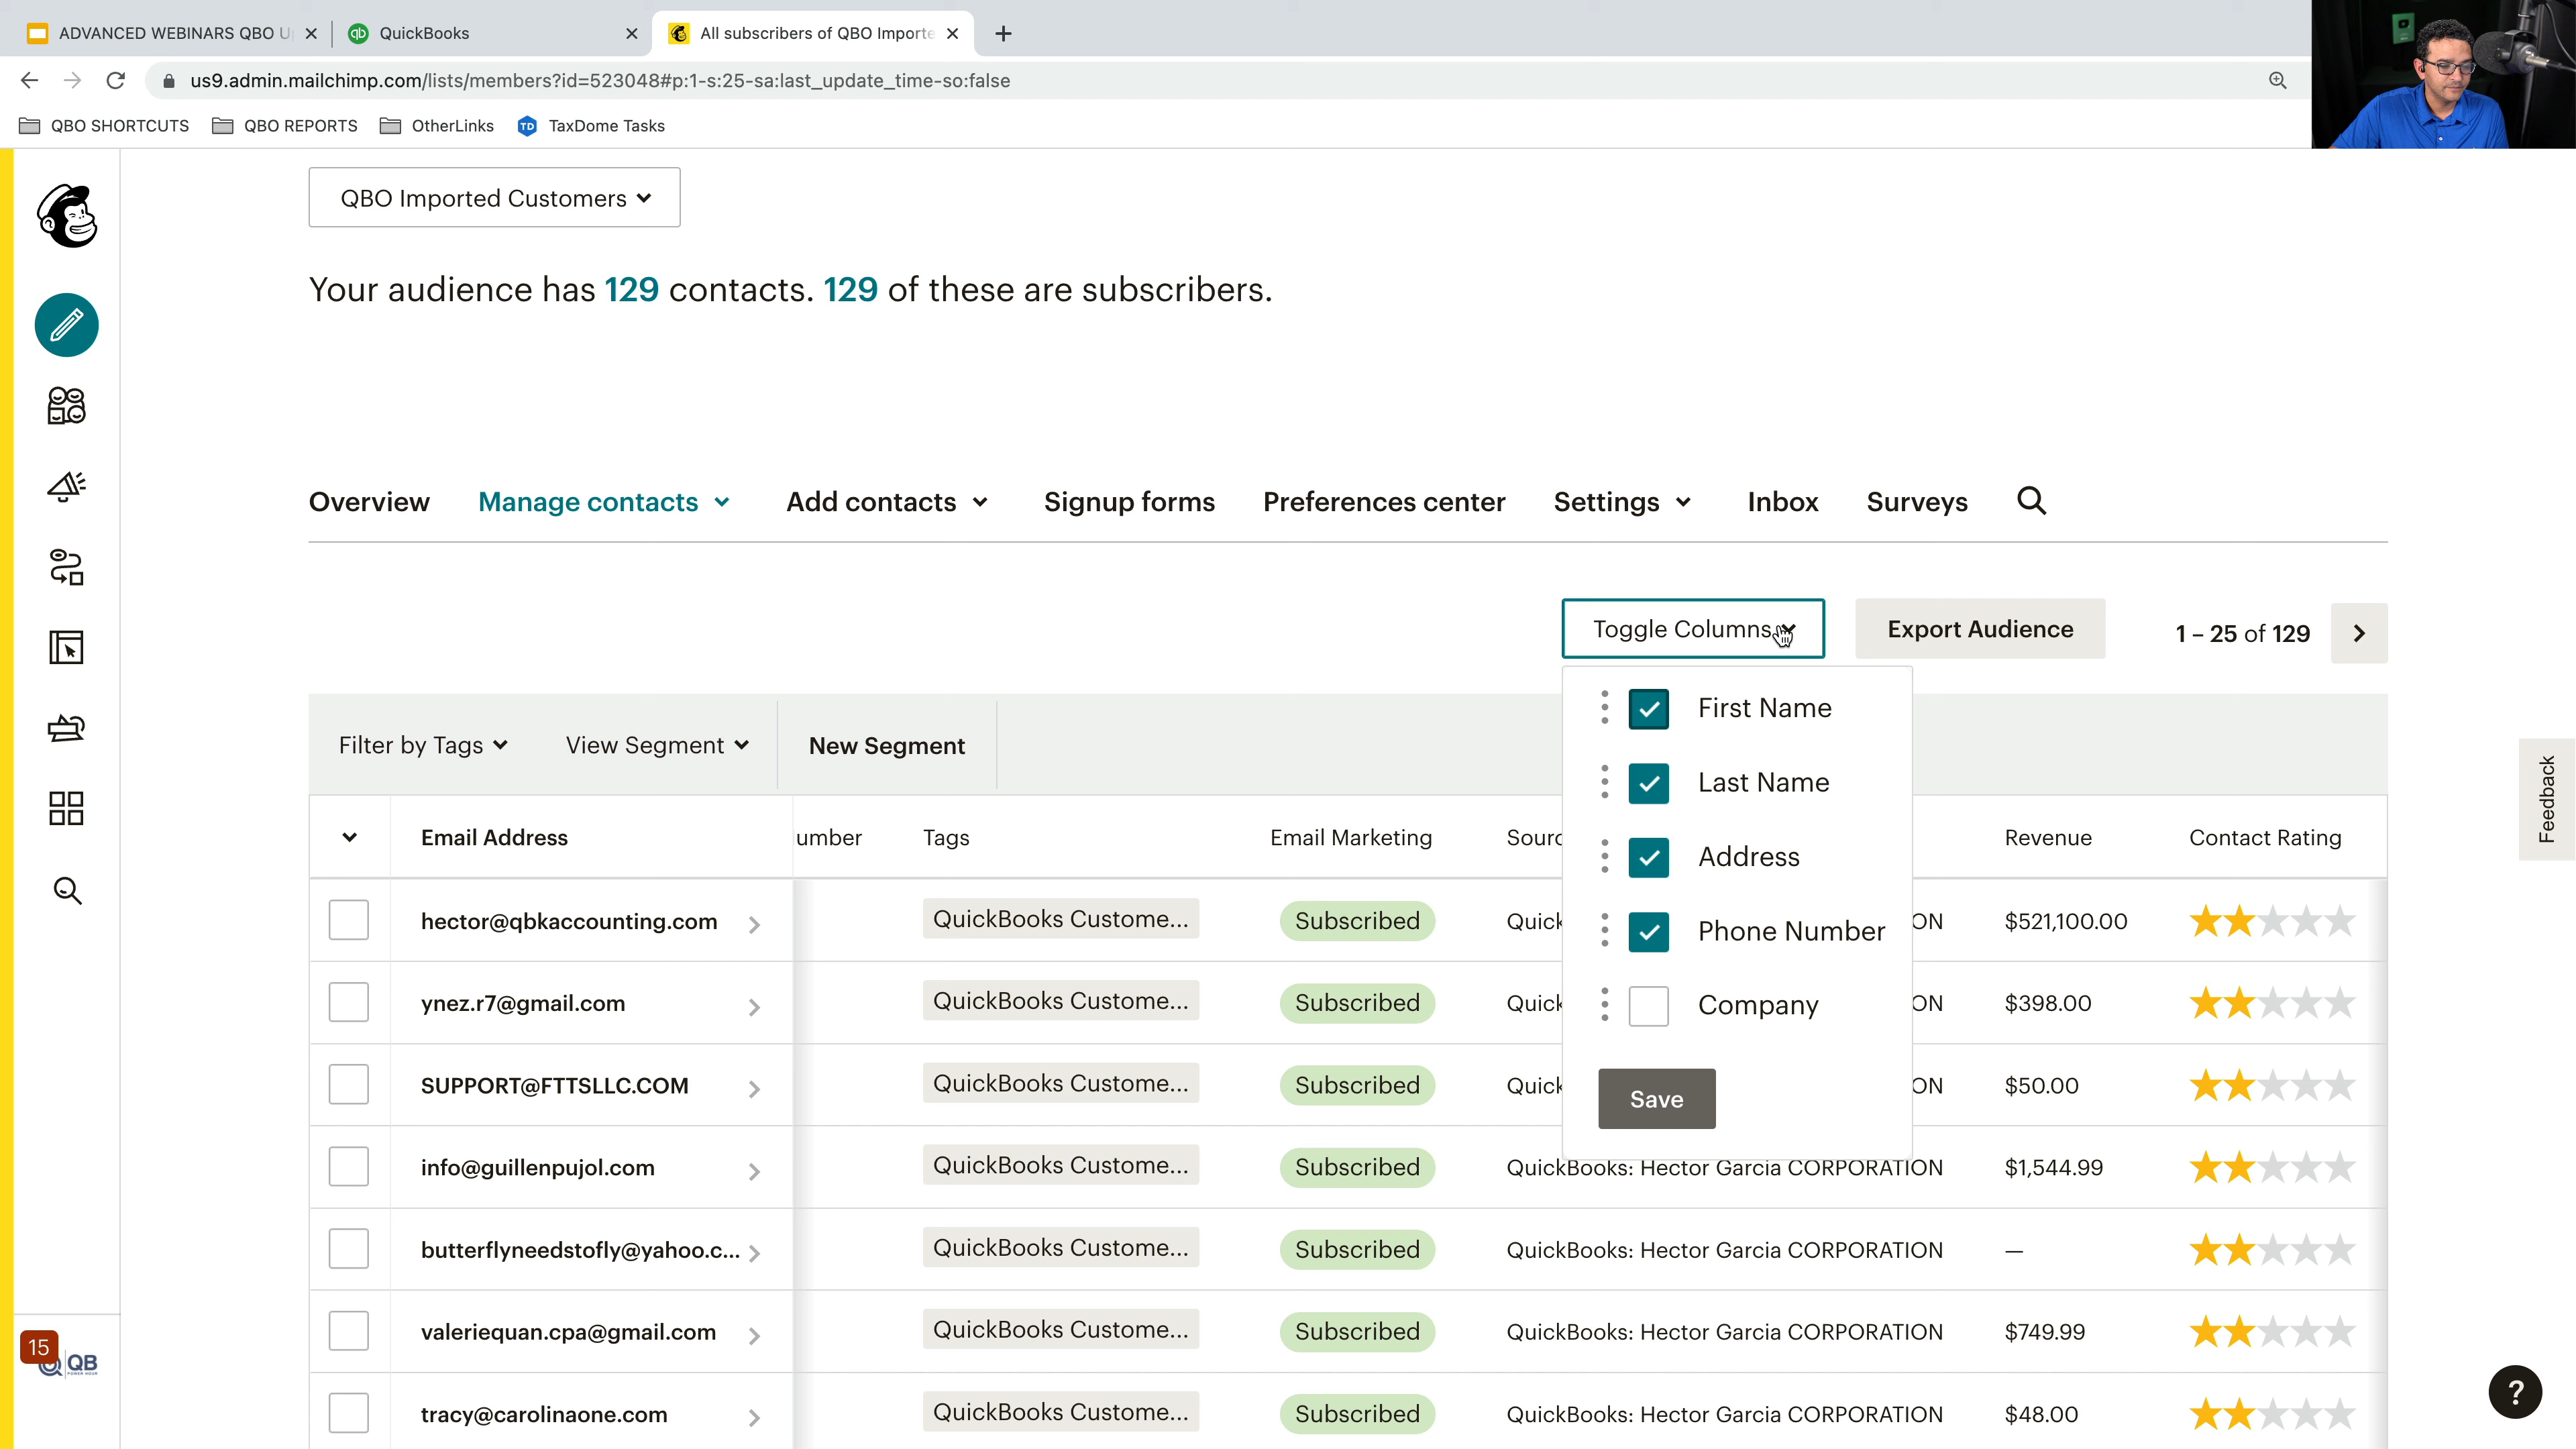 ADVANCED WEBINARS QBO U
QuickBooks
All subscribers of QBO Importe
us9.admin.mailchimp.com/lists/members?id=523048#p:1-s:25-sa:last_update_time-so:false
QBO SHORTCUTS
QBO REPORTS
OtherLinks
TD TaxDome Tasks
QBO Imported Customers
Your audience has 129 contacts. 129 of these are subscribers.
Overview Manage contacts Add contacts Signup forms Preferences center Settings Inbox Surveys
Toggle Columns Export Audience 1 – 25 of 129
First Name
Last Name
Address
Phone Number
Company
Save
Filter by Tags View Segment New Segment
Email Address umber Tags Email Marketing Sourc Revenue Contact Rating
hector@qbkaccounting.com QuickBooks Custome... Subscribed Quick ON $521,100.00
ynez.r7@gmail.com QuickBooks Custome... Subscribed Quick ON $398.00
SUPPORT@FTTSLLC.COM QuickBooks Custome... Subscribed Quick ON $50.00
info@guillenpujol.com QuickBooks Custome... Subscribed QuickBooks: Hector Garcia CORPORATION $1,544.99
butterflyneedstofly@yahoo.c... QuickBooks Custome... Subscribed QuickBooks: Hector Garcia CORPORATION —
valeriequan.cpa@gmail.com QuickBooks Custome... Subscribed QuickBooks: Hector Garcia CORPORATION $749.99
tracy@carolinaone.com QuickBooks Custome... Subscribed QuickBooks: Hector Garcia CORPORATION $48.00
Feedback
15
QB
POWER HOUR
?